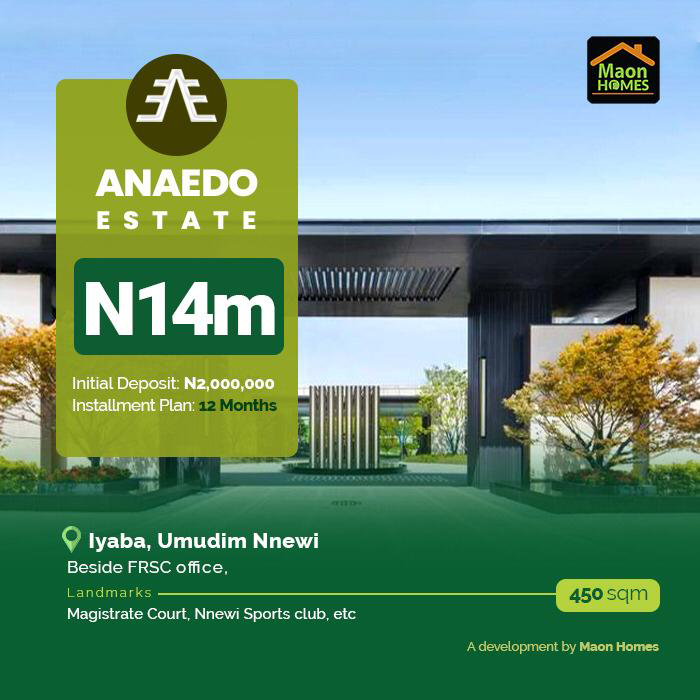 Maon
HOMES
ANAEDO
ESTATE
N14m
Initial Deposit: N2,000,000
Installment Plan: 12 Months
Iyaba, Umudim Nnewi
Beside FRSC office,
Landmarks
450 sqm
Magistrate Court, Nnewi Sports club, etc
A development by Maon Homes